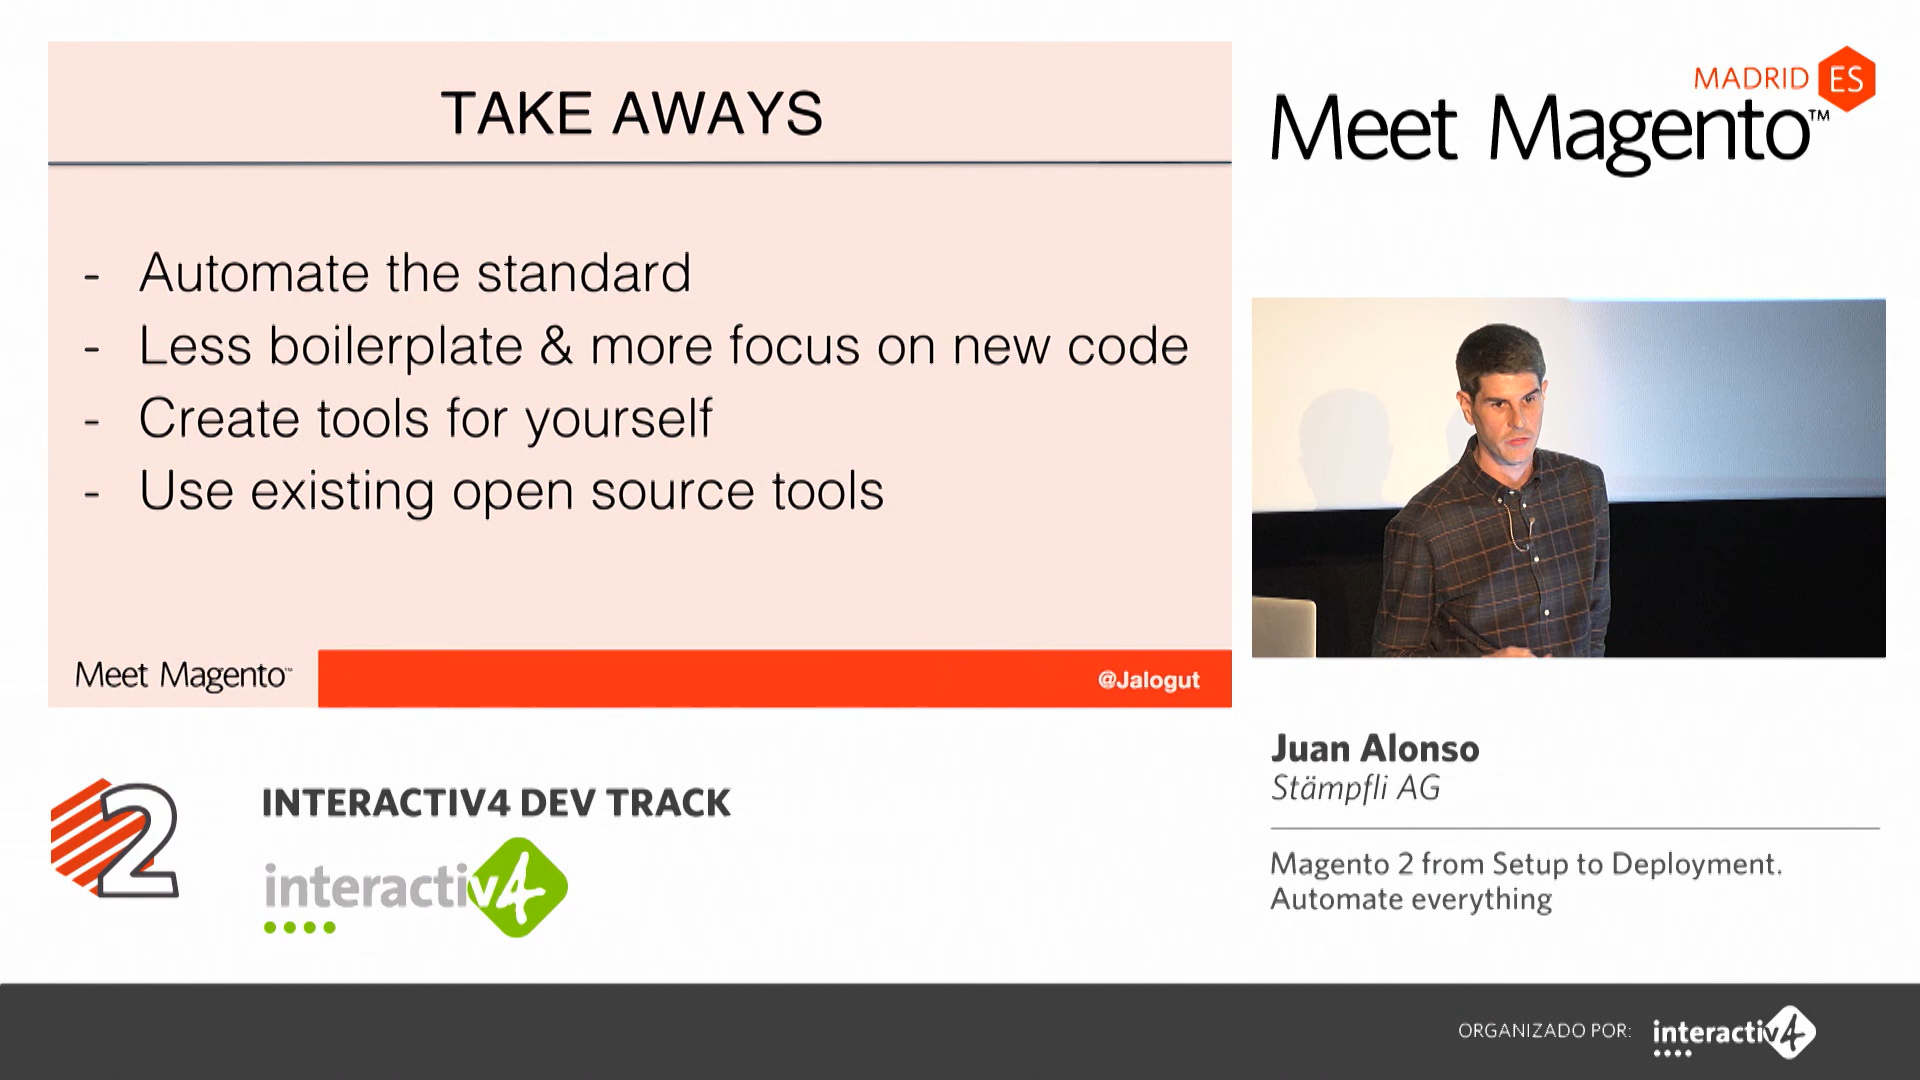 TAKE AWAYS
- Automate the standard
- Less boilerplate & more focus on new code
- Create tools for yourself
- Use existing open source tools
Meet Magento™
@Jalogut
MADRID ES
Meet Magento™
Juan Alonso
Stämpfli AG
Magento 2 from Setup to Deployment.
Automate everything
2
INTERACTIV4 DEV TRACK
interactiv4
ORGANIZADO POR:
interactiv4